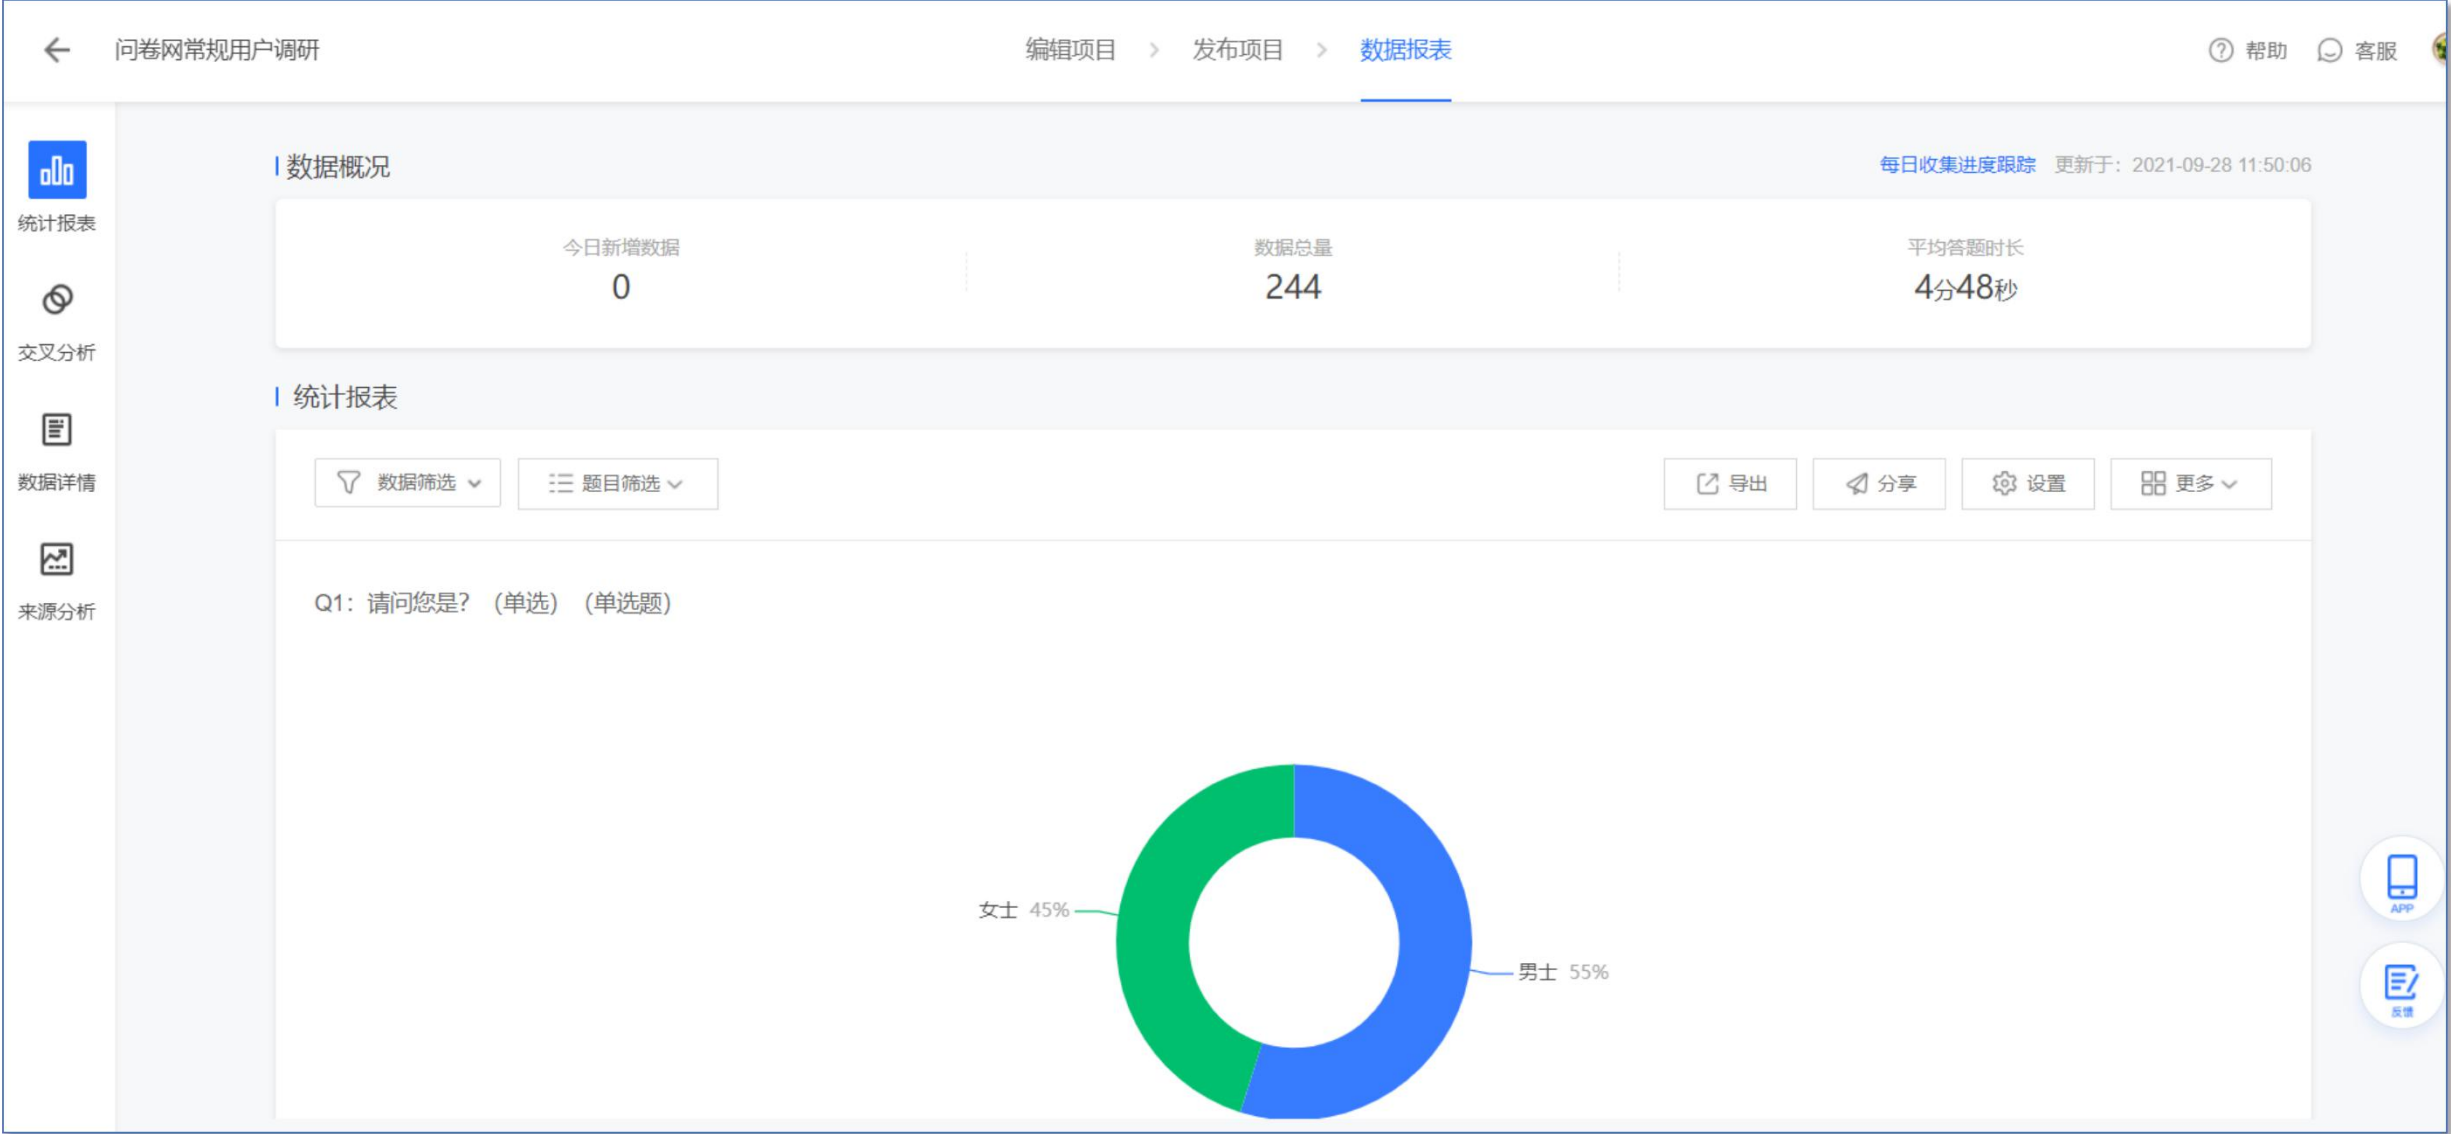 问卷网常规用户调研
编辑项目 > 发布项目 > 数据报表
帮助 客服
统计报表
交叉分析
数据详情
来源分析
数据概况
每日收集进度跟踪 更新于：2021-09-28 11:50:06
今日新增数据 数据总量 平均答题时长
0 244 4分48秒
统计报表
数据筛选 题目筛选 导出 分享 设置 更多
Q1：请问您是？（单选）（单选题）
女士 45%
男士 55%
APP
反馈